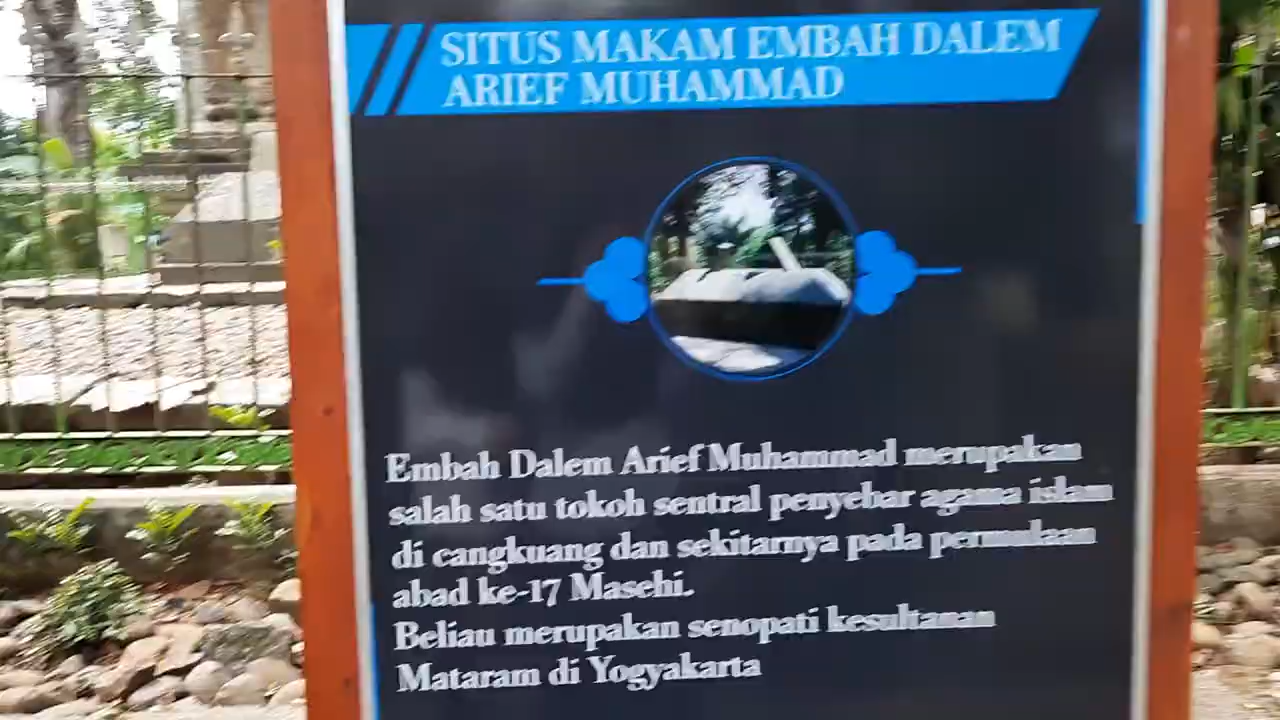 SITUS MAKAM EMBAH DALEM
ARIEF MUHAMMAD
Embah Dalem Arief Muhammad merupakan
salah satu tokoh sentral penyebar agama islam
di cangkuang dan sekitarnya pada permulaan
abad ke-17 Masehi.
Beliau merupakan senopati kesultanan
Mataram di Yogyakarta